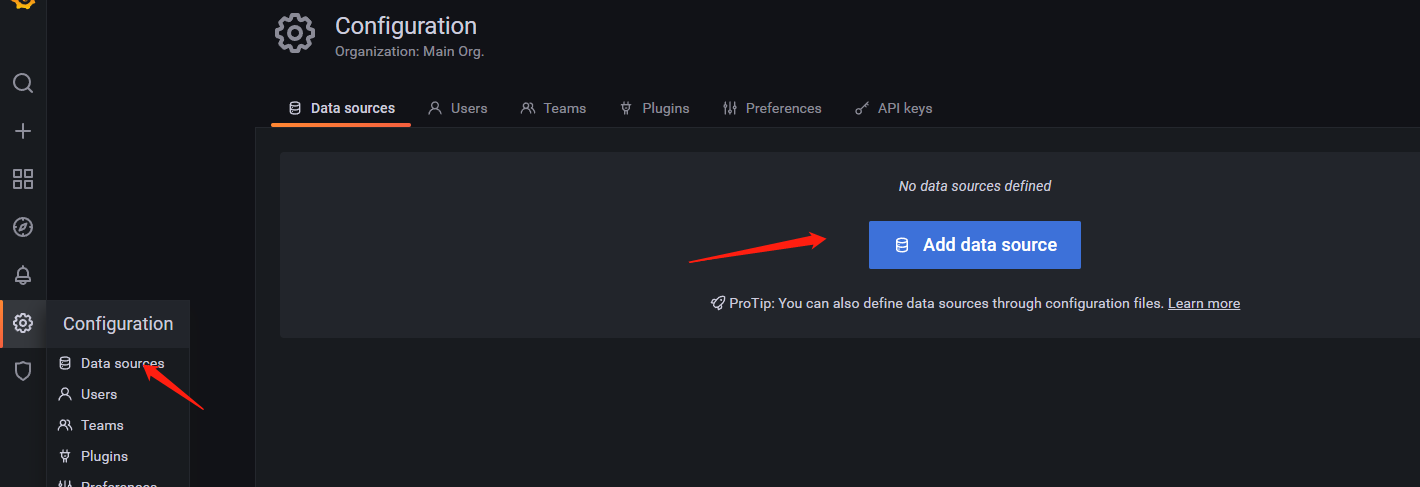 Configuration
Organization: Main Org.
Data sources
Users
Teams
Plugins
Preferences
API keys
No data sources defined
Add data source
ProTip: You can also define data sources through configuration files. Learn more
Configuration
Data sources
Users
Teams
Plugins
Preferences